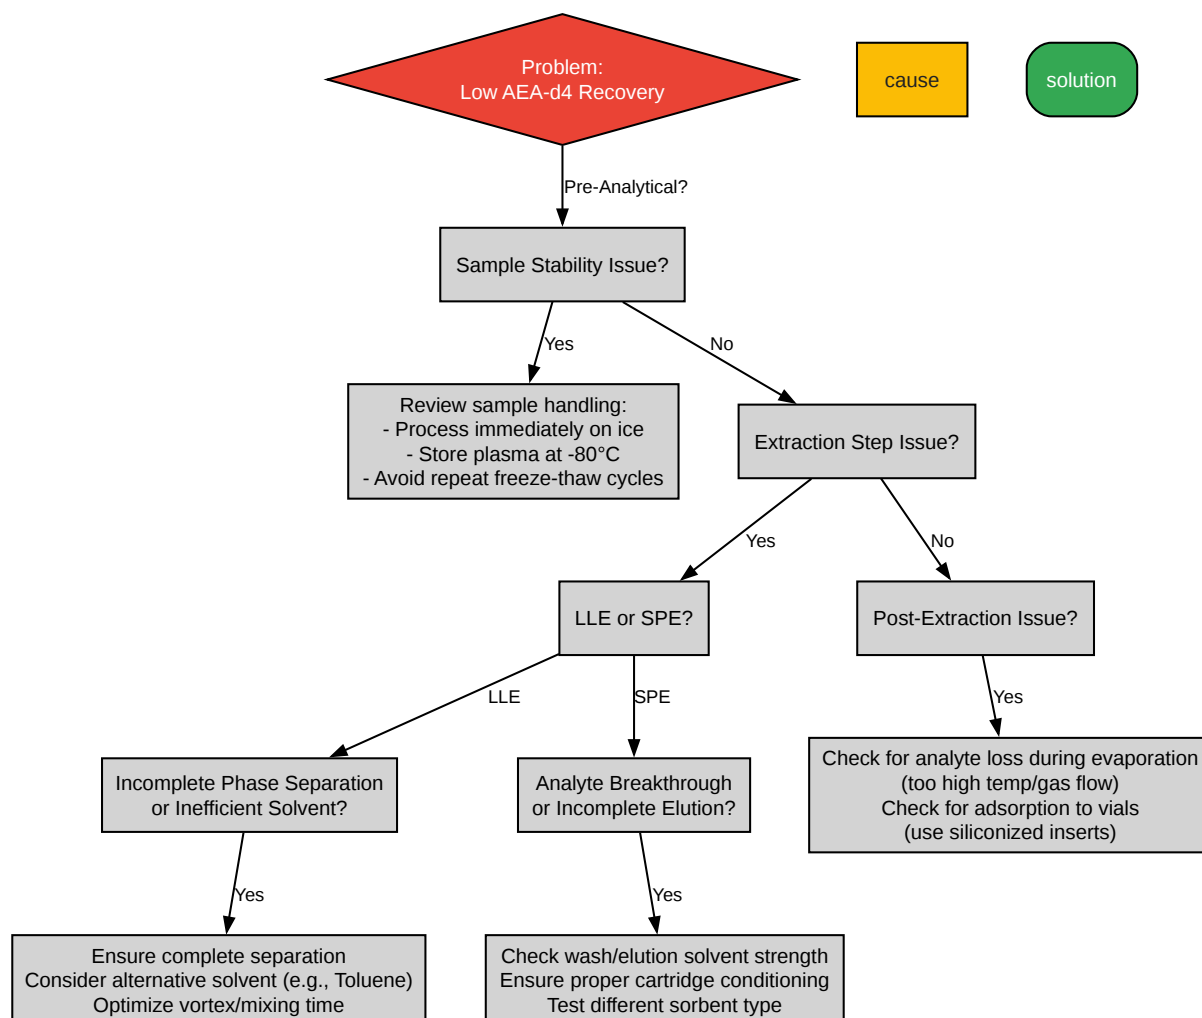 Problem:
Low AEA-d4 Recovery
cause
solution
Pre-Analytical?
Sample Stability Issue?
Yes
No
Review sample handling:
- Process immediately on ice
- Store plasma at -80°C
- Avoid repeat freeze-thaw cycles
Extraction Step Issue?
Yes
No
LLE or SPE?
Post-Extraction Issue?
LLE
SPE
Yes
Incomplete Phase Separation
or Inefficient Solvent?
Analyte Breakthrough
or Incomplete Elution?
Check for analyte loss during evaporation
(too high temp/gas flow)
Check for adsorption to vials
(use siliconized inserts)
Yes
Yes
Ensure complete separation
Consider alternative solvent (e.g., Toluene)
Optimize vortex/mixing time
Check wash/elution solvent strength
Ensure proper cartridge conditioning
Test different sorbent type